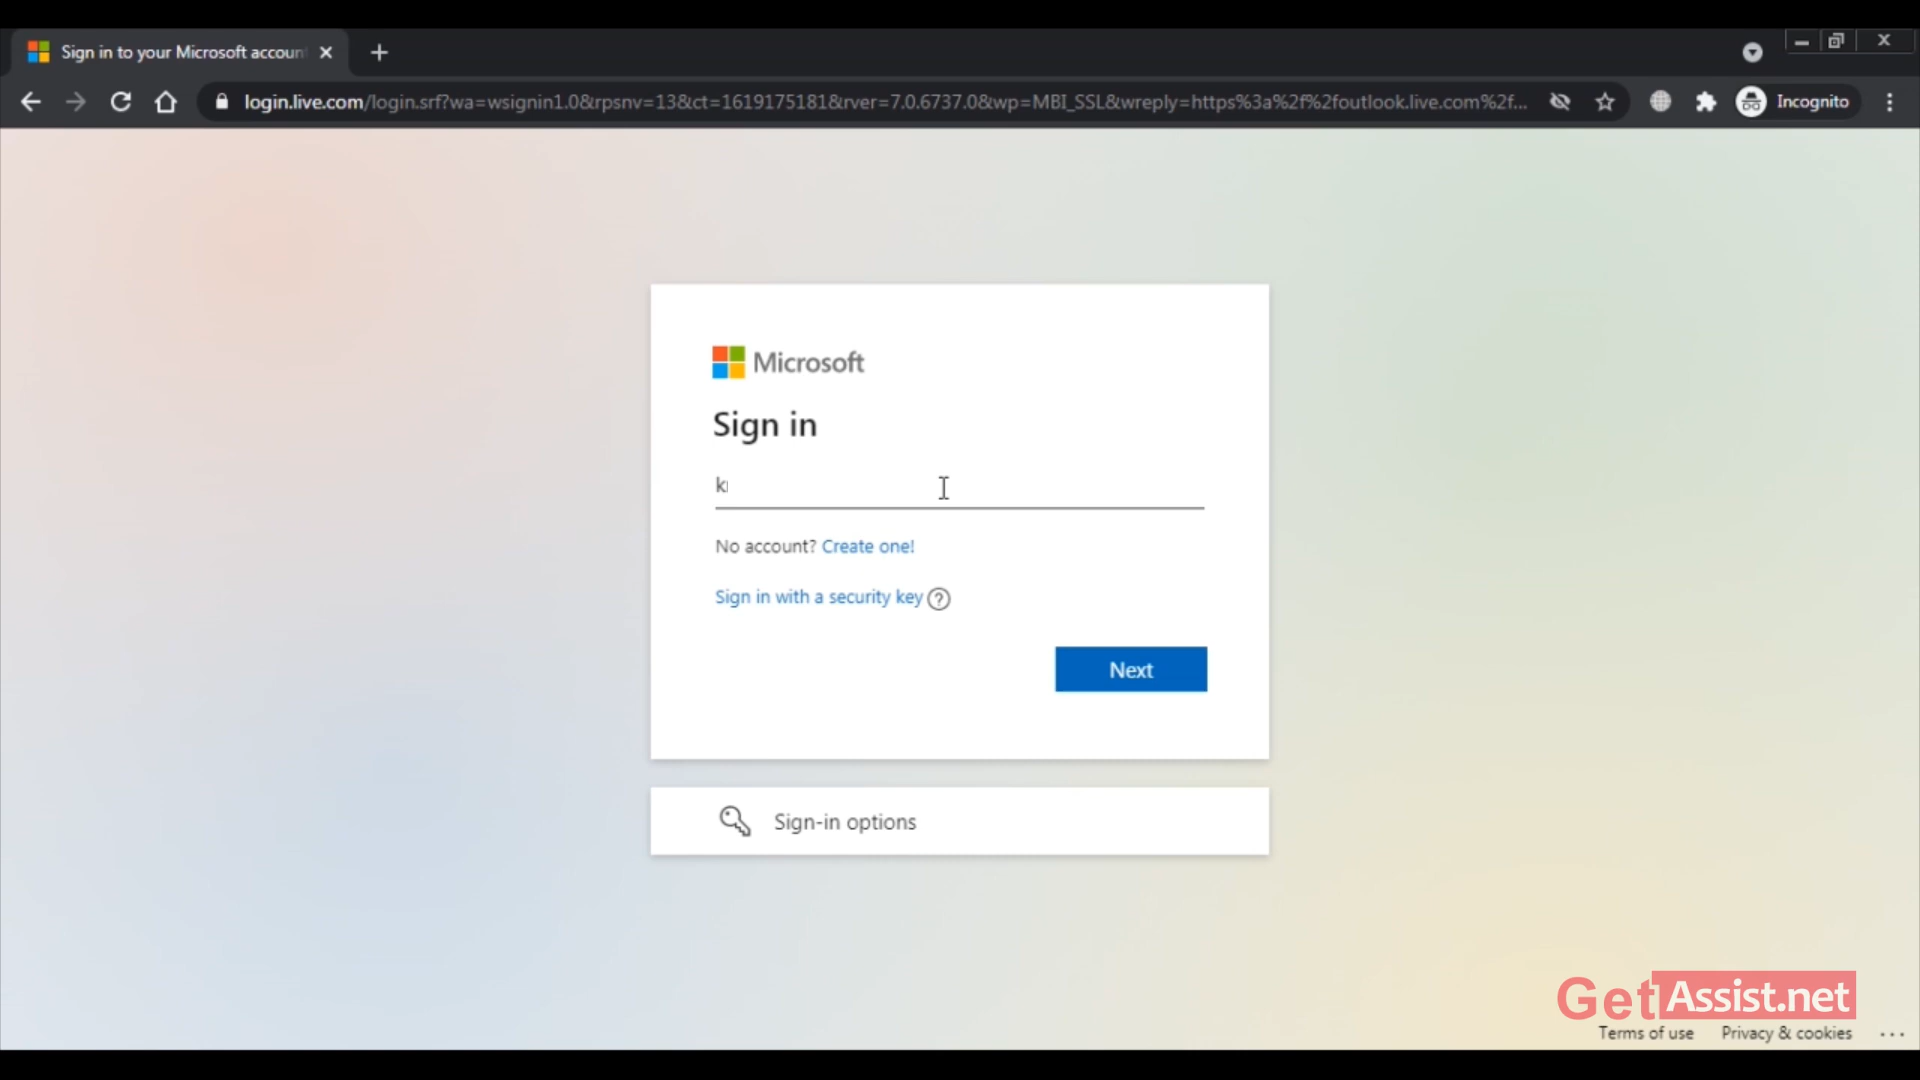 Sign in to your Microsoft accoun
login.live.com/login.srf?wa=wsignin1.0&rpsnv=13&ct=1619175181&rver=7.0.6737.0&wp=MBI_SSL&wreply=https%3a%2f%2foutlook.live.com%2f...
Incognito
Microsoft
Sign in
k
No account? Create one!
Sign in with a security key
Next
Sign-in options
GetAssist.net
Terms of use Privacy & cookies ...